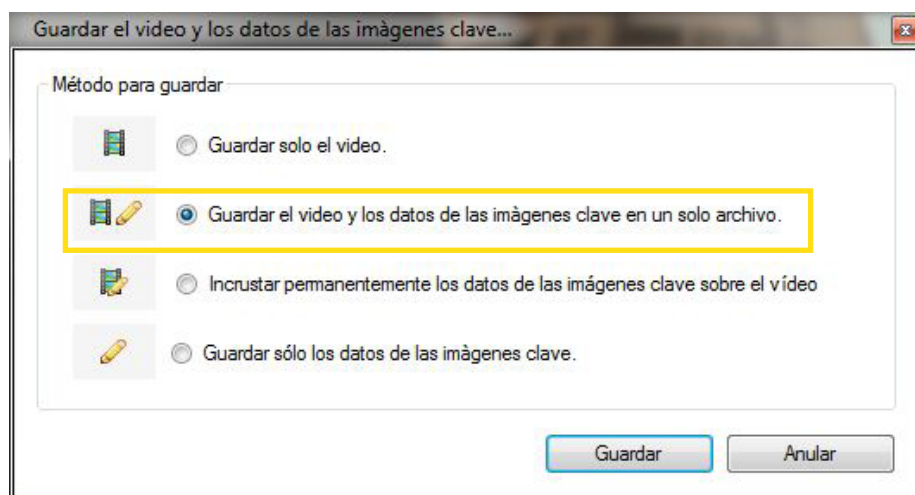 Guardar el video y los datos de las imàgenes clave...
Método para guardar
Guardar solo el video.
Guardar el video y los datos de las imàgenes clave en un solo archivo.
Incrustar permanentemente los datos de las imágenes clave sobre el vídeo
Guardar sólo los datos de las imàgenes clave.
Guardar
Anular